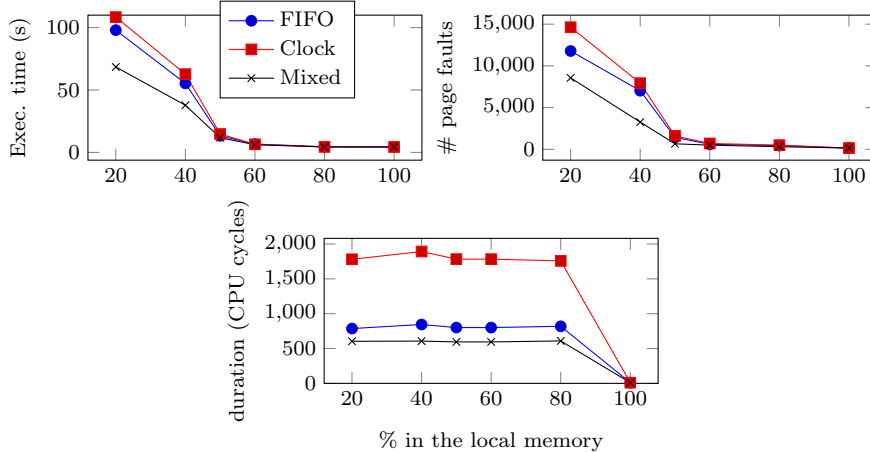 Exec. time (s)
100
50
0
20 40 60 80 100
FIFO
Clock
Mixed
# page faults
15,000
10,000
5,000
0
20 40 60 80 100
duration (CPU cycles)
2,000
1,500
1,000
500
0
20 40 60 80 100
% in the local memory